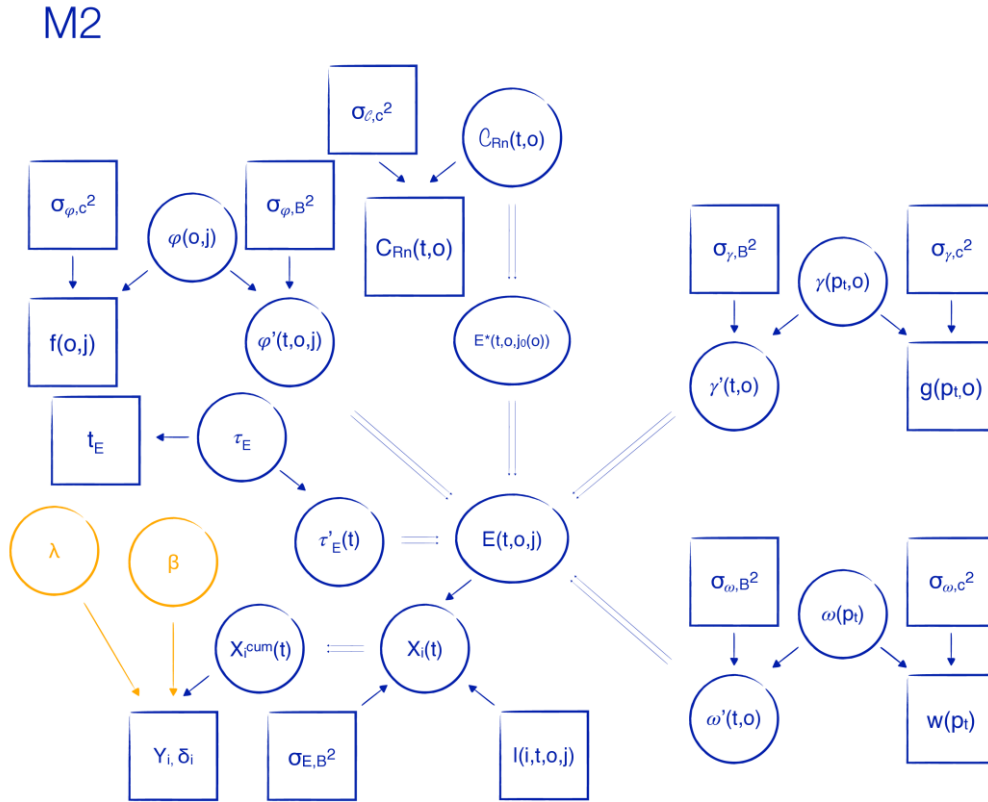 M2
σ𝒞,c²
𝒞Rn(t,o)
σφ,c²
φ(o,j)
σφ,B²
CRn(t,o)
σγ,B²
γ(pt,o)
σγ,c²
f(o,j)
φ'(t,o,j)
E*(t,o,j0(o))
γ'(t,o)
g(pt,o)
tE
τE
τ'E(t)
E(t,o,j)
λ
β
σω,B²
ω(pt)
σω,c²
Xicum(t)
Xi(t)
ω'(t,o)
w(pt)
Yi, δi
σE,B²
I(i,t,o,j)